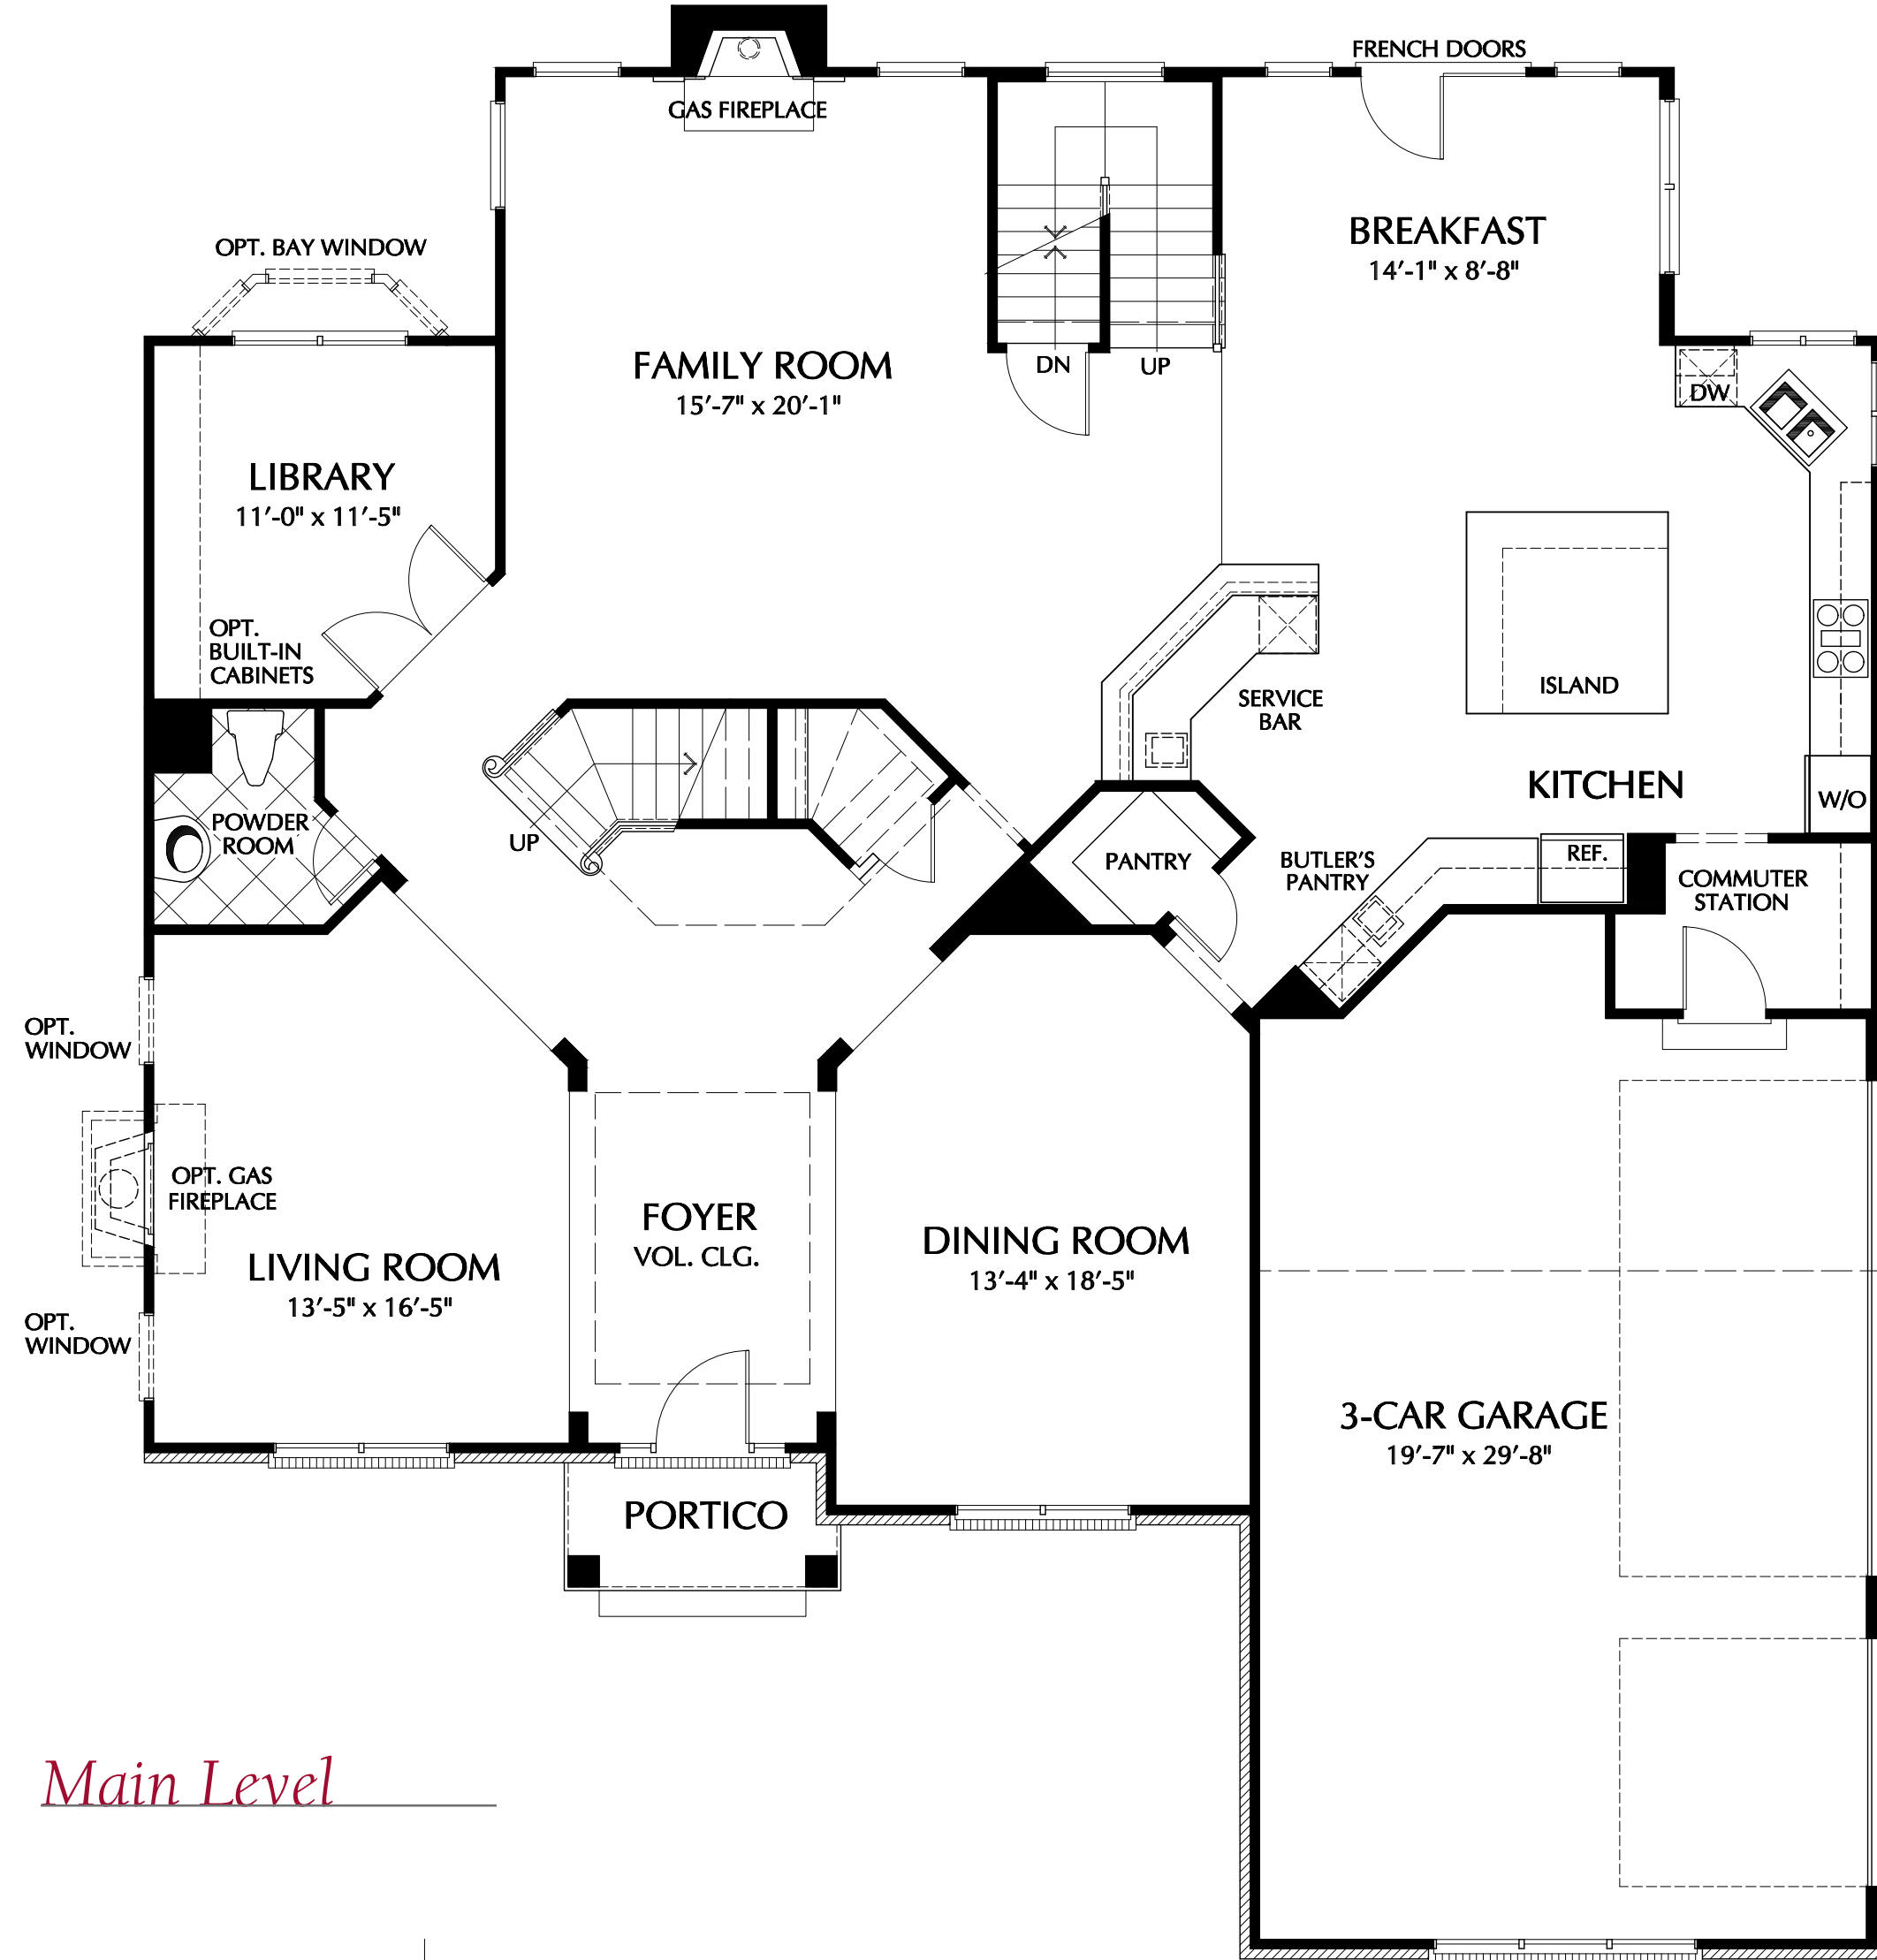 FRENCH DOORS
GAS FIREPLACE
OPT. BAY WINDOW
BREAKFAST
14'-1" x 8'-8"
FAMILY ROOM
15'-7" x 20'-1"
DN
UP
DW
LIBRARY
11'-0" x 11'-5"
OPT.
BUILT-IN
CABINETS
SERVICE
BAR
ISLAND
KITCHEN
W/O
POWDER
ROOM
UP
PANTRY
BUTLER'S
PANTRY
REF.
COMMUTER
STATION
OPT.
WINDOW
OPT. GAS
FIREPLACE
LIVING ROOM
13'-5" x 16'-5"
FOYER
VOL. CLG.
DINING ROOM
13'-4" x 18'-5"
OPT.
WINDOW
3-CAR GARAGE
19'-7" x 29'-8"
PORTICO
Main Level